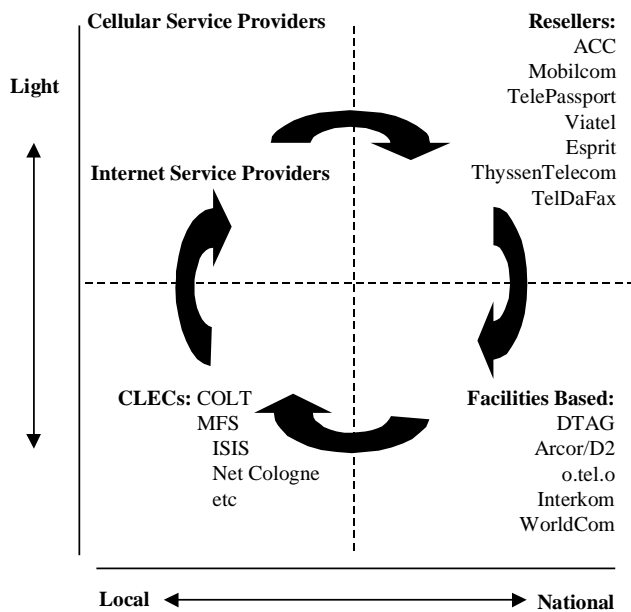 Cellular Service Providers
Resellers:
ACC
Mobilcom
TelePassport
Viatel
Esprit
ThyssenTelecom
TelDaFax
Light
Internet Service Providers
CLECs: COLT
MFS
ISIS
Net Cologne
etc
Facilities Based:
DTAG
Arcor/D2
o.tel.o
Interkom
WorldCom
Local
National